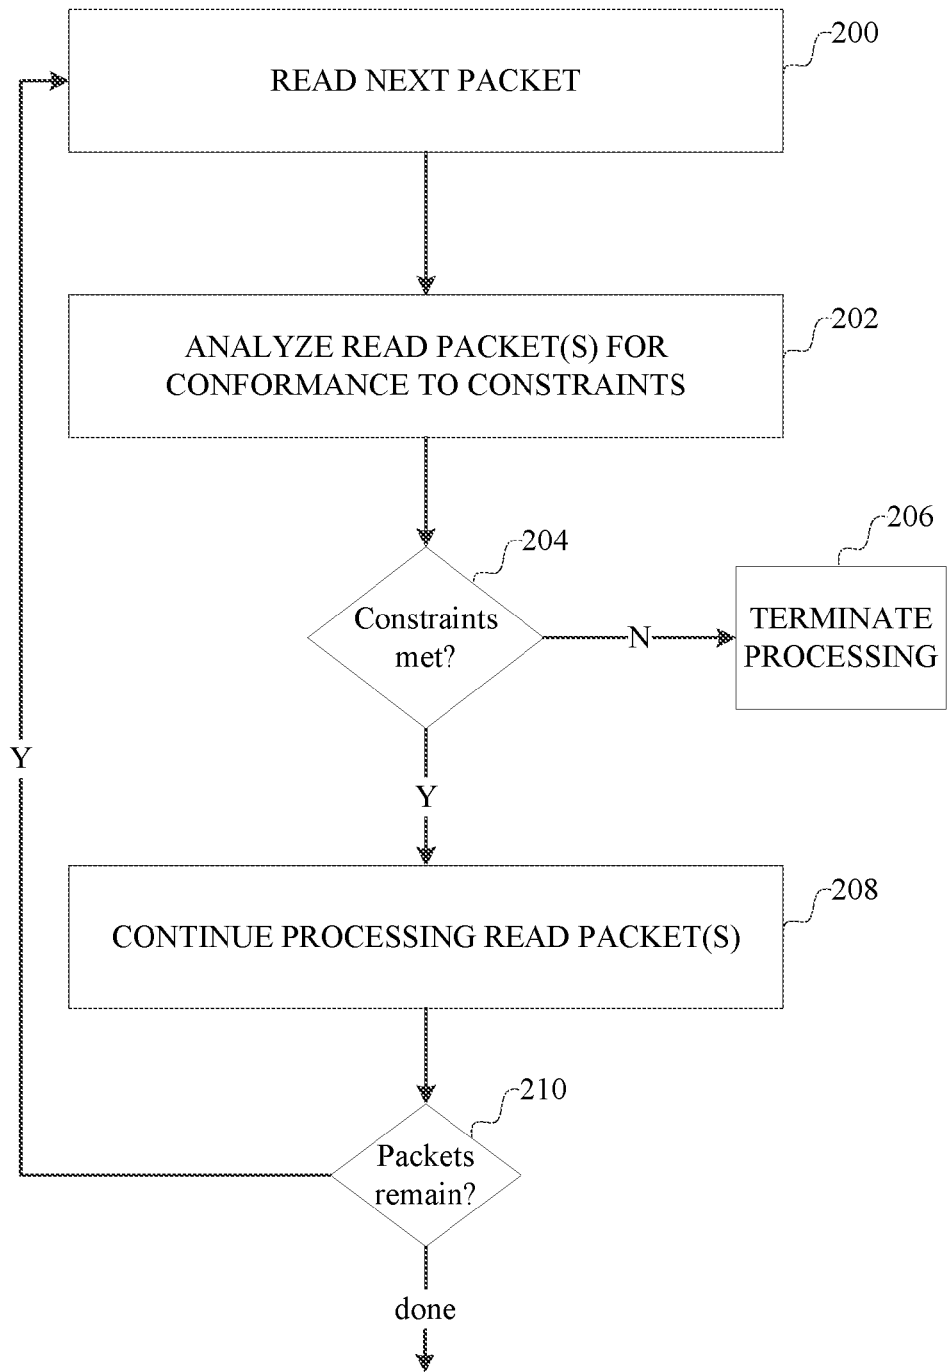 200
READ NEXT PACKET
202
ANALYZE READ PACKET(S) FOR
CONFORMANCE TO CONSTRAINTS
204
206
Constraints
met?
N
TERMINATE
PROCESSING
Y
Y
208
CONTINUE PROCESSING READ PACKET(S)
210
Packets
remain?
done